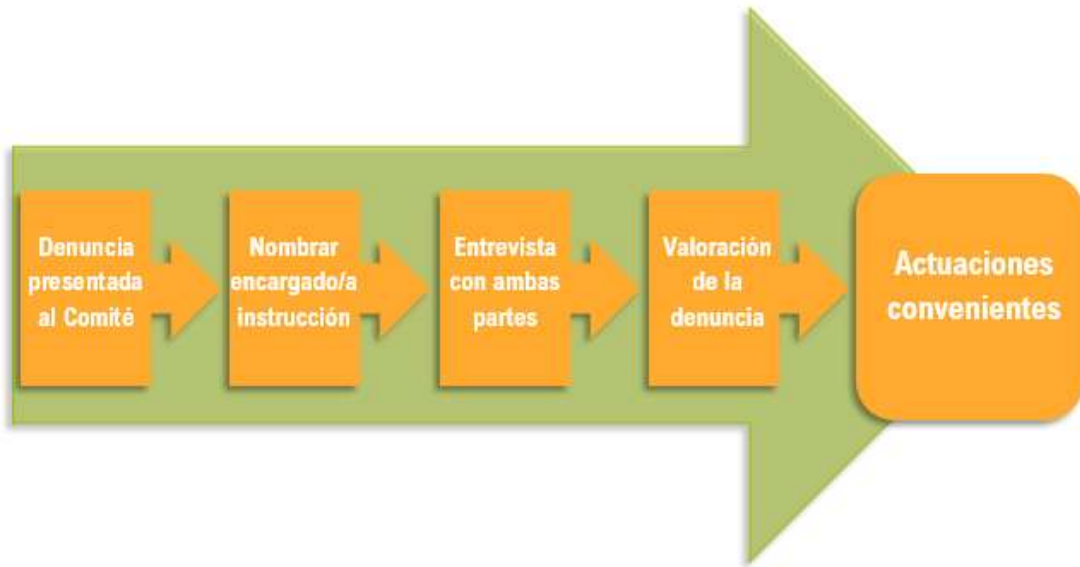 Denuncia
presentada
al Comité
Nombrar
encargado/a
instrucción
Entrevista
con ambas
partes
Valoración
de la
denuncia
Actuaciones
convenientes